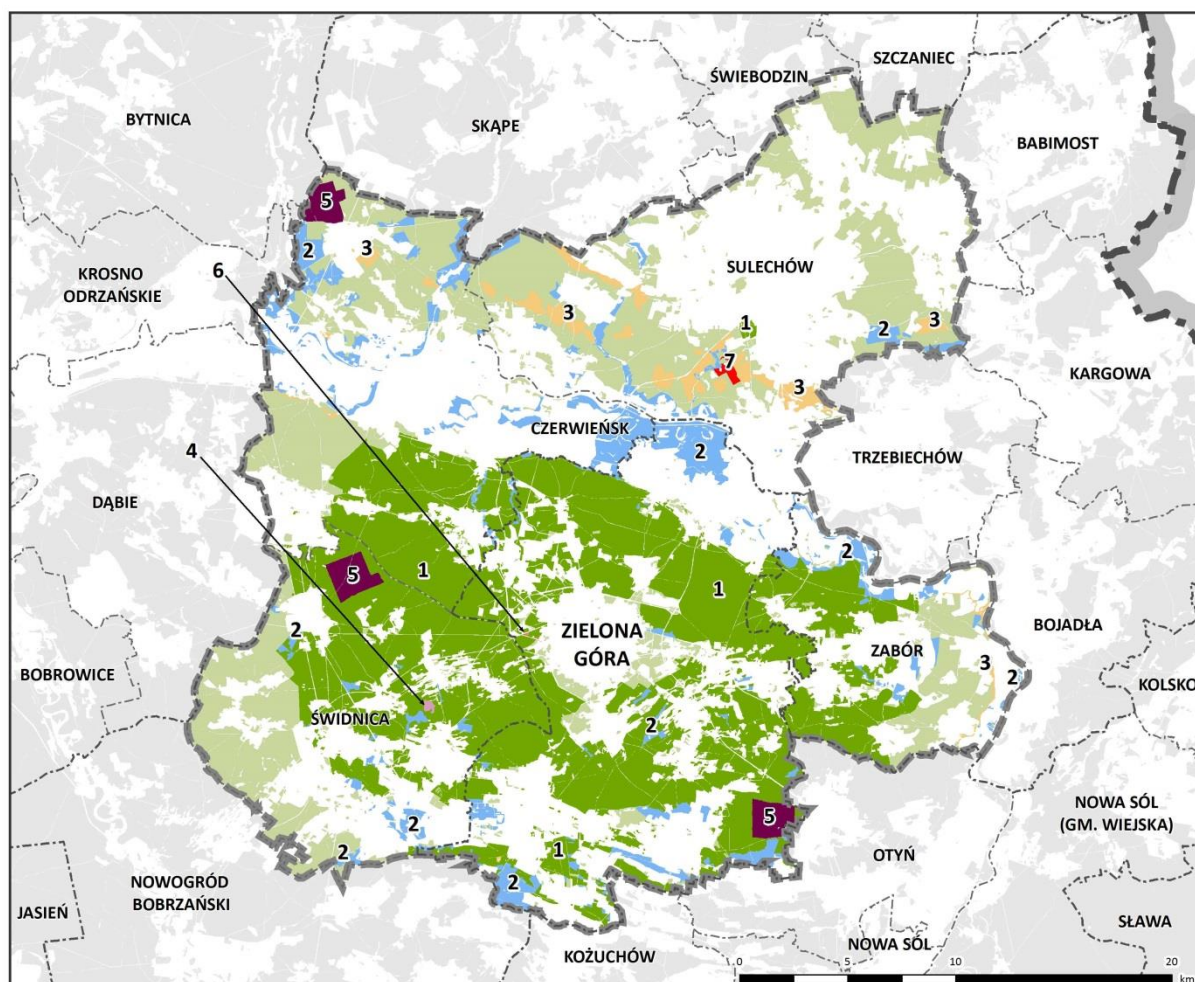 SZCZANIEC
ŚWIEBODZIN
BYTNICA
SKĄPE
BABIMOST
5
2
3
6
KROSNO
ODRZAŃSKIE
SULECHÓW
3
1
2
3
7
3
KARGOWA
4
CZERWIEŃSK
2
TRZEBIECHÓW
DĄBIE
2
5
1
1
2
ZIELONA
GÓRA
BOJADŁA
ZABÓR
3
2
BOBROWICE
KOLSKO
ŚWIDNICA
2
2
5
NOWA SÓL
(GM. WIEJSKA)
2
1
OTYŃ
2
NOWOGRÓD
BOBRZAŃSKI
JASIEŃ
SŁAWA
NOWA SÓL
KOŻUCHÓW
0 5 10 20
km